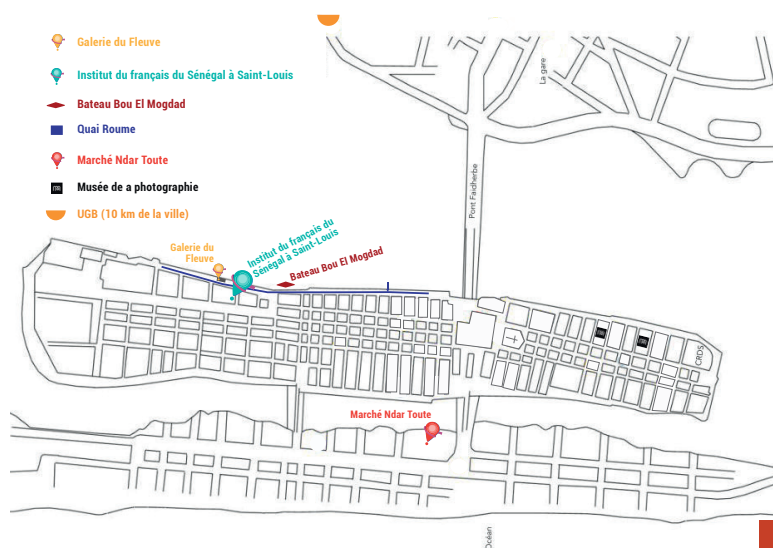 Galerie du Fleuve
Institut du français du Sénégal à Saint-Louis
Bateau Bou El Mogdad
Quai Roume
Marché Ndar Toute
Musée de a photographie
UGB (10 km de la ville)
La gare
Pont Faidherbe
Galerie du
Fleuve
Institut du français du
Sénégal à Saint-Louis
Bateau Bou El Mogdad
CRDS
Marché Ndar Toute
Océan